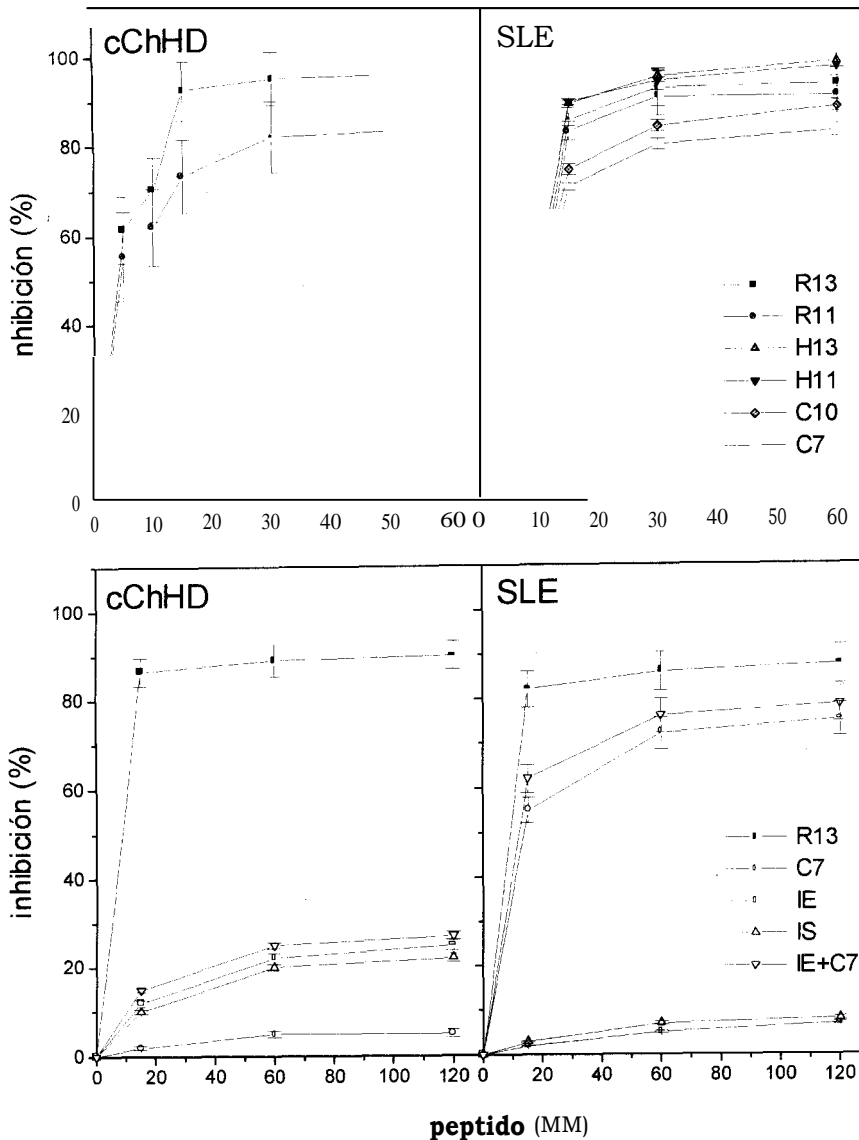 cChHD
SLE
100
80
60
40
20
0
nhibición (%)
R13
R11
H13
H11
C10
C7
0 10 20 30 40 50 60 0 10 20 30 40 50 60
cChHD
SLE
100
80
60
40
20
0
inhibición (%)
R13
C7
IE
IS
IE+C7
0 20 40 60 80 100 120 0 20 40 60 80 100 120
peptido (MM)